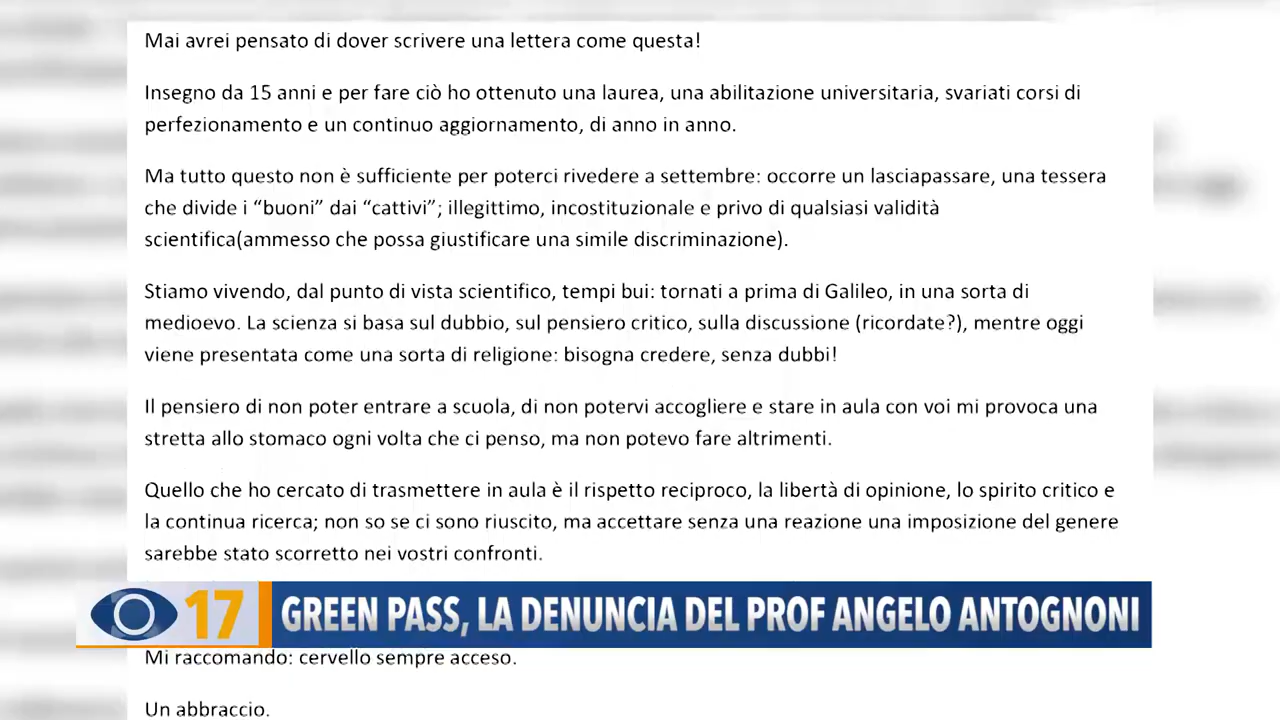 Mai avrei pensato di dover scrivere una lettera come questa!
Insegno da 15 anni e per fare ciò ho ottenuto una laurea, una abilitazione universitaria, svariati corsi di
perfezionamento e un continuo aggiornamento, di anno in anno.
Ma tutto questo non è sufficiente per poterci rivedere a settembre: occorre un lasciapassare, una tessera
che divide i “buoni” dai “cattivi”; illegittimo, incostituzionale e privo di qualsiasi validità
scientifica(ammesso che possa giustificare una simile discriminazione).
Stiamo vivendo, dal punto di vista scientifico, tempi bui: tornati a prima di Galileo, in una sorta di
medioevo. La scienza si basa sul dubbio, sul pensiero critico, sulla discussione (ricordate?), mentre oggi
viene presentata come una sorta di religione: bisogna credere, senza dubbi!
Il pensiero di non poter entrare a scuola, di non potervi accogliere e stare in aula con voi mi provoca una
stretta allo stomaco ogni volta che ci penso, ma non potevo fare altrimenti.
Quello che ho cercato di trasmettere in aula è il rispetto reciproco, la libertà di opinione, lo spirito critico e
la continua ricerca; non so se ci sono riuscito, ma accettare senza una reazione una imposizione del genere
sarebbe stato scorretto nei vostri confronti.
17 GREEN PASS, LA DENUNCIA DEL PROF ANGELO ANTOGNONI
Mi raccomando: cervello sempre acceso.
Un abbraccio.